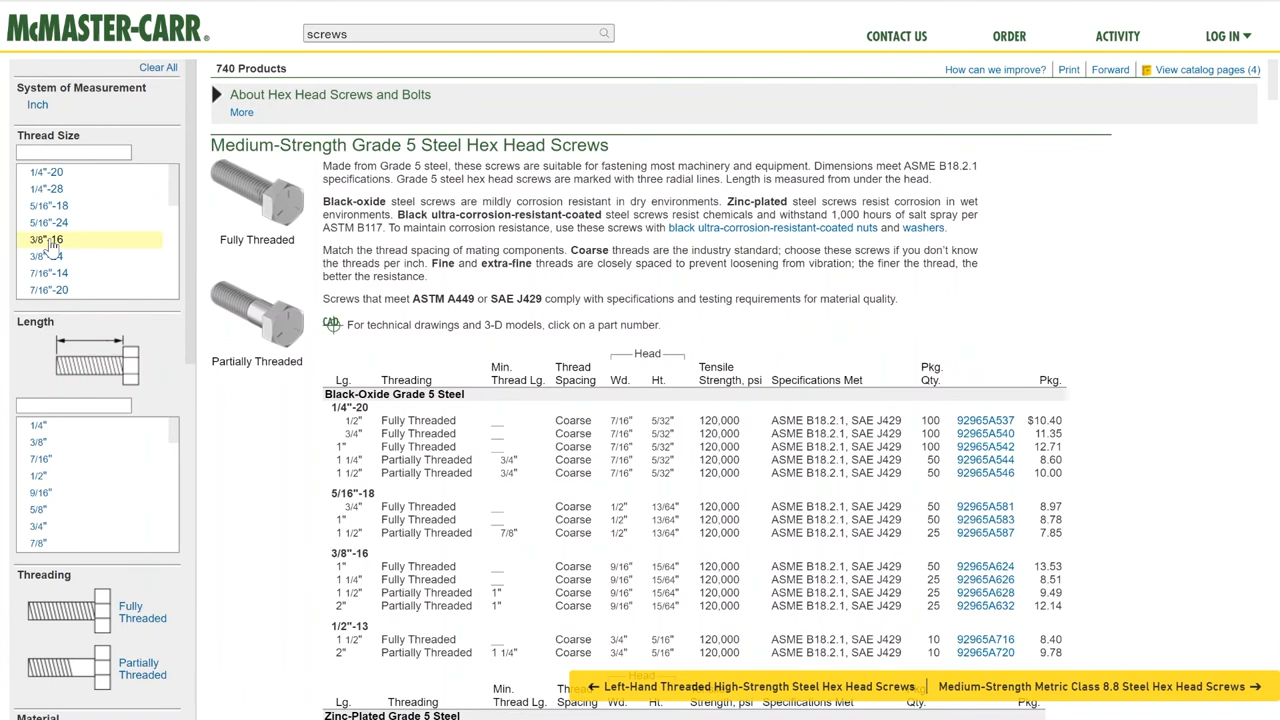 McMASTER-CARR®
screws
CONTACT US
ORDER
ACTIVITY
LOG IN
Clear All
System of Measurement
Inch
Thread Size
1/4"-20
1/4"-28
5/16"-18
5/16"-24
3/8"-16
7/16"-14
7/16"-20
Length
1/4"
3/8"
7/16"
1/2"
9/16"
5/8"
3/4"
7/8"
Threading
Fully
Threaded
Partially
Threaded
Material
740 Products
How can we improve?
Print
Forward
View catalog pages (4)
About Hex Head Screws and Bolts
More
Medium-Strength Grade 5 Steel Hex Head Screws
Fully Threaded
Partially Threaded
Made from Grade 5 steel, these screws are suitable for fastening most machinery and equipment. Dimensions meet ASME B18.2.1
specifications. Grade 5 steel hex head screws are marked with three radial lines. Length is measured from under the head.
Black-oxide steel screws are mildly corrosion resistant in dry environments. Zinc-plated steel screws resist corrosion in wet
environments. Black ultra-corrosion-resistant-coated steel screws resist chemicals and withstand 1,000 hours of salt spray per
ASTM B117. To maintain corrosion resistance, use these screws with black ultra-corrosion-resistant-coated nuts and washers.
Match the thread spacing of mating components. Coarse threads are the industry standard; choose these screws if you don't know
the threads per inch. Fine and extra-fine threads are closely spaced to prevent loosening from vibration; the finer the thread, the
better the resistance.
Screws that meet ASTM A449 or SAE J429 comply with specifications and testing requirements for material quality.
CAD For technical drawings and 3-D models, click on a part number.
Head
Min. Thread Tensile Pkg.
Lg. Threading Thread Lg. Spacing Wd. Ht. Strength, psi Specifications Met Qty. Pkg.
Black-Oxide Grade 5 Steel
1/4"-20
1/2" Fully Threaded __ Coarse 7/16" 5/32" 120,000 ASME B18.2.1, SAE J429 100 92965A537 $10.40
3/4" Fully Threaded __ Coarse 7/16" 5/32" 120,000 ASME B18.2.1, SAE J429 100 92965A540 11.35
1" Fully Threaded __ Coarse 7/16" 5/32" 120,000 ASME B18.2.1, SAE J429 100 92965A542 12.71
1 1/4" Partially Threaded 3/4" Coarse 7/16" 5/32" 120,000 ASME B18.2.1, SAE J429 50 92965A544 8.60
1 1/2" Partially Threaded 3/4" Coarse 7/16" 5/32" 120,000 ASME B18.2.1, SAE J429 50 92965A546 10.00
5/16"-18
3/4" Fully Threaded __ Coarse 1/2" 13/64" 120,000 ASME B18.2.1, SAE J429 50 92965A581 8.97
1" Fully Threaded __ Coarse 1/2" 13/64" 120,000 ASME B18.2.1, SAE J429 50 92965A583 8.78
1 1/2" Partially Threaded 7/8" Coarse 1/2" 13/64" 120,000 ASME B18.2.1, SAE J429 25 92965A587 7.85
3/8"-16
1" Fully Threaded __ Coarse 9/16" 15/64" 120,000 ASME B18.2.1, SAE J429 50 92965A624 13.53
1 1/4" Fully Threaded __ Coarse 9/16" 15/64" 120,000 ASME B18.2.1, SAE J429 25 92965A626 8.51
1 1/2" Partially Threaded 1" Coarse 9/16" 15/64" 120,000 ASME B18.2.1, SAE J429 25 92965A628 9.49
2" Partially Threaded 1" Coarse 9/16" 15/64" 120,000 ASME B18.2.1, SAE J429 25 92965A632 12.14
1/2"-13
1 1/2" Fully Threaded __ Coarse 3/4" 5/16" 120,000 ASME B18.2.1, SAE J429 10 92965A716 8.40
2" Partially Threaded 1 1/4" Coarse 3/4" 5/16" 120,000 ASME B18.2.1, SAE J429 10 92965A720 9.78
Head
← Left-Hand Threaded High-Strength Steel Hex Head Screws
Medium-Strength Metric Class 8.8 Steel Hex Head Screws →
Min.
Lg. Threading Thread Lg. Spacing Wd. Ht. Strength, psi Specifications Met Qty. Pkg.
Zinc-Plated Grade 5 Steel